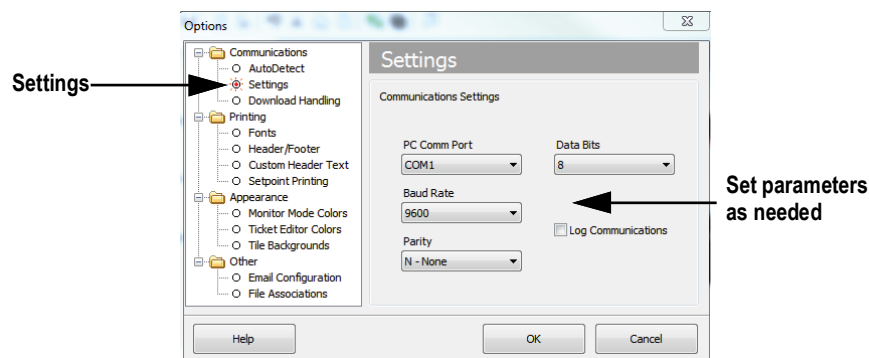 Options
Communications
AutoDetect
Settings
Download Handling
Printing
Fonts
Header/Footer
Custom Header Text
Setpoint Printing
Appearance
Monitor Mode Colors
Ticket Editor Colors
Tile Backgrounds
Other
Email Configuration
File Associations
Settings
Settings
Communications Settings
PC Comm Port
COM1
Baud Rate
9600
Parity
N - None
Data Bits
8
Log Communications
Set parameters
as needed
Help
OK
Cancel